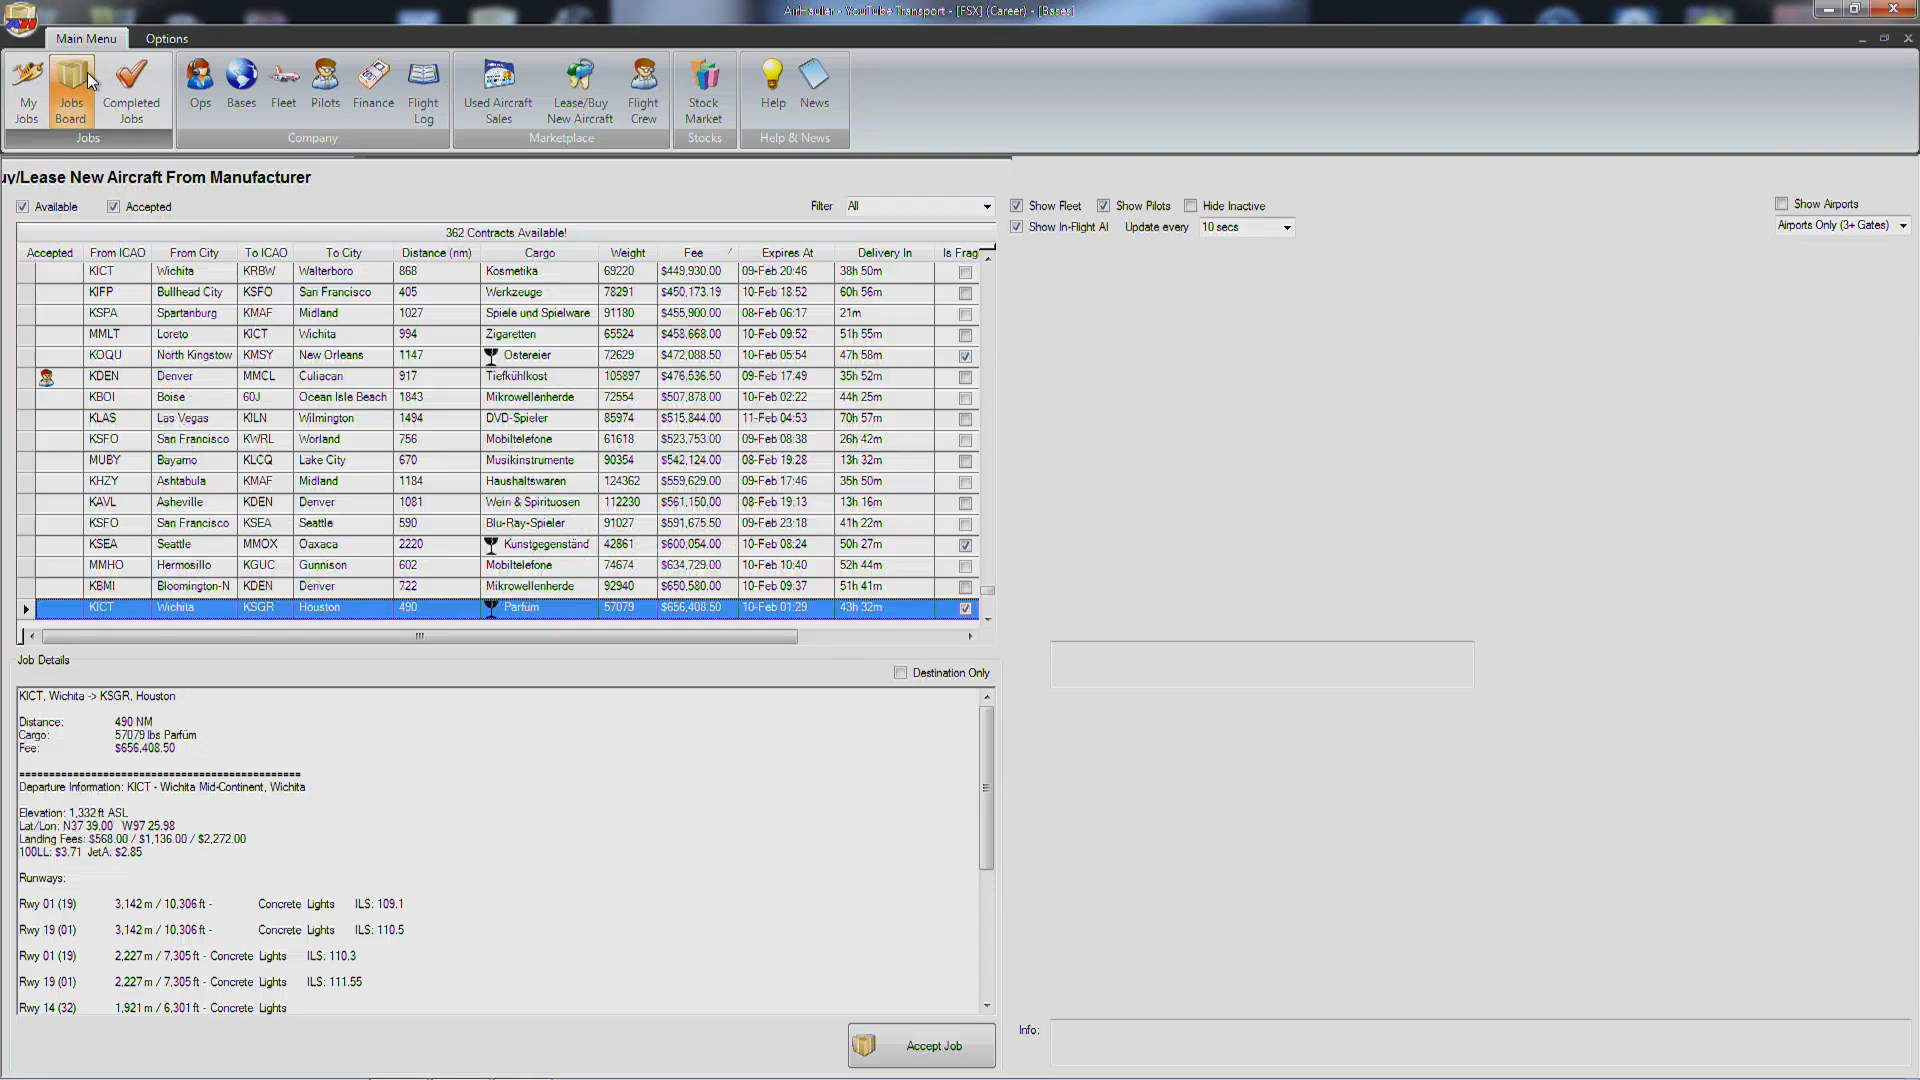 AirHauler - YouTube Transport - [FSX] (Career) - [Bases]
Main Menu Options
My Jobs
Jobs Board
Completed Jobs
Ops
Bases
Fleet
Pilots
Finance
Flight Log
Used Aircraft Sales
Lease/Buy New Aircraft
Flight Crew
Stock Market
Help
News
Jobs
Company
Marketplace
Stocks
Help & News
uy/Lease New Aircraft From Manufacturer
Available Accepted Filter All
Show Fleet Show Pilots Hide Inactive
Show In-Flight AI Update every 10 secs
Show Airports
Airports Only (3+ Gates)
362 Contracts Available!
Accepted From ICAO From City To ICAO To City Distance (nm) Cargo Weight Fee Expires At Delivery In Is Frag
KICT Wichita KRBW Walterboro 868 Kosmetika 69220 $449,930.00 09-Feb 20:46 38h 50m
KIFP Bullhead City KSFO San Francisco 405 Werkzeuge 78291 $450,173.19 10-Feb 18:52 60h 56m
KSPA Spartanburg KMAF Midland 1027 Spiele und Spielware 91180 $455,900.00 08-Feb 06:17 21m
MMLT Loreto KICT Wichita 994 Zigaretten 65524 $458,668.00 10-Feb 09:52 51h 55m
KOQU North Kingstow KMSY New Orleans 1147 Ostereier 72629 $472,088.50 10-Feb 05:54 47h 58m
KDEN Denver MMCL Culiacan 917 Tiefkühlkost 105897 $476,536.50 09-Feb 17:49 35h 52m
KBOI Boise 60J Ocean Isle Beach 1843 Mikrowellenherde 72554 $507,878.00 10-Feb 02:22 44h 25m
KLAS Las Vegas KILN Wilmington 1494 DVD-Spieler 85974 $515,844.00 11-Feb 04:53 70h 57m
KSFO San Francisco KWRL Worland 756 Mobiltelefone 61618 $523,753.00 09-Feb 08:38 26h 42m
MUBY Bayamo KLCQ Lake City 670 Musikinstrumente 90354 $542,124.00 08-Feb 19:28 13h 32m
KHZY Ashtabula KMAF Midland 1184 Haushaltswaren 124362 $559,629.00 09-Feb 17:46 35h 50m
KAVL Asheville KDEN Denver 1081 Wein & Spirituosen 112230 $561,150.00 08-Feb 19:13 13h 16m
KSFO San Francisco KSEA Seattle 590 Blu-Ray-Spieler 91027 $591,675.50 09-Feb 23:18 41h 22m
KSEA Seattle MMOX Oaxaca 2220 Kunstgegenständ 42861 $600,054.00 10-Feb 08:24 50h 27m
MMHO Hermosillo KGUC Gunnison 602 Mobiltelefone 74674 $634,729.00 10-Feb 10:40 52h 44m
KBMI Bloomington-N KDEN Denver 722 Mikrowellenherde 92940 $650,580.00 10-Feb 09:37 51h 41m
KICT Wichita KSGR Houston 490 Parfüm 57079 $656,408.50 10-Feb 01:29 43h 32m
Job Details
Destination Only
KICT, Wichita -> KSGR, Houston
Distance: 490 NM
Cargo: 57079 lbs Parfüm
Fee: $656,408.50
================================================
Departure Information: KICT - Wichita Mid-Continent, Wichita
Elevation: 1,332 ft ASL
Lat/Lon: N37 39.00 W97 25.98
Landing Fees: $568.00 / $1,136.00 / $2,272.00
100LL: $3.71 JetA: $2.85
Runways:
Rwy 01 (19) 3,142 m / 10,306 ft - Concrete Lights ILS: 109.1
Rwy 19 (01) 3,142 m / 10,306 ft - Concrete Lights ILS: 110.5
Rwy 01 (19) 2,227 m / 7,305 ft - Concrete Lights ILS: 110.3
Rwy 19 (01) 2,227 m / 7,305 ft - Concrete Lights ILS: 111.55
Rwy 14 (32) 1,921 m / 6,301 ft - Concrete Lights
Accept Job
Info: